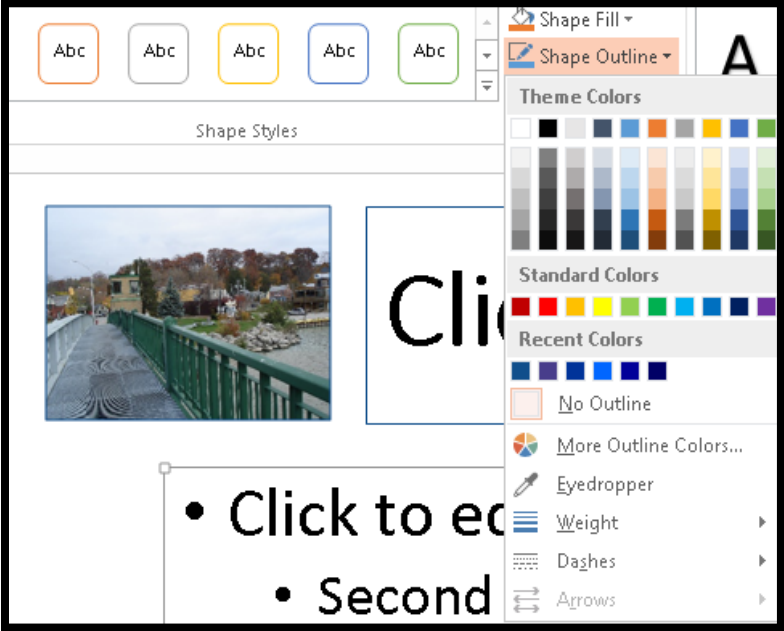 Abc Abc Abc Abc Abc
Shape Fill
Shape Outline
A
Shape Styles
Theme Colors
Standard Colors
Recent Colors
No Outline
More Outline Colors...
Eyedropper
Weight
Dashes
Arrows
Cli
• Click to ed
• Second